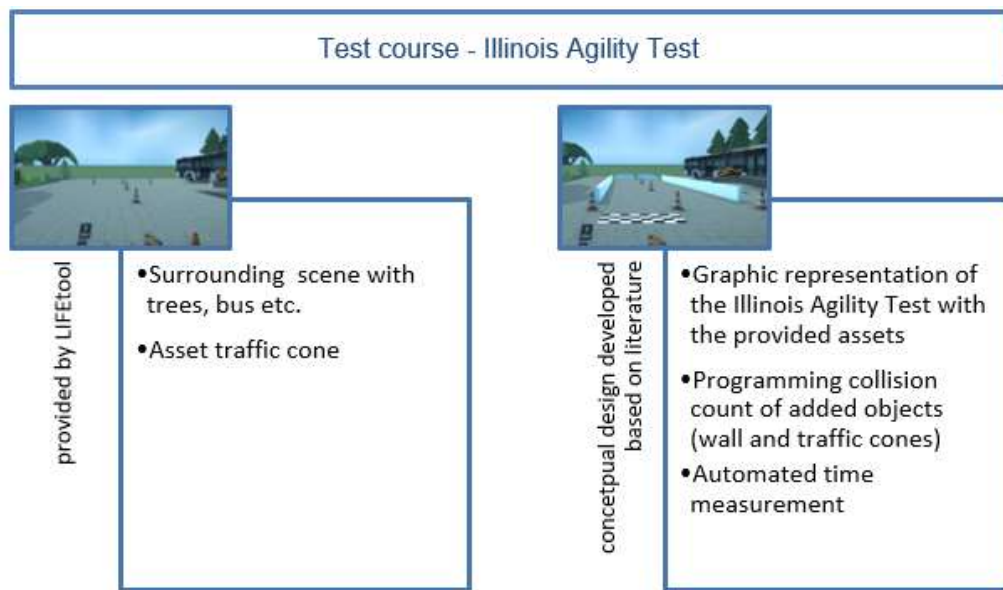 Test course - Illinois Agility Test
provided by LIFEtool
•Surrounding scene with
trees, bus etc.
•Asset traffic cone
concetpual design developed
based on literature
•Graphic representation of
the Illinois Agility Test with
the provided assets
•Programming collision
count of added objects
(wall and traffic cones)
•Automated time
measurement